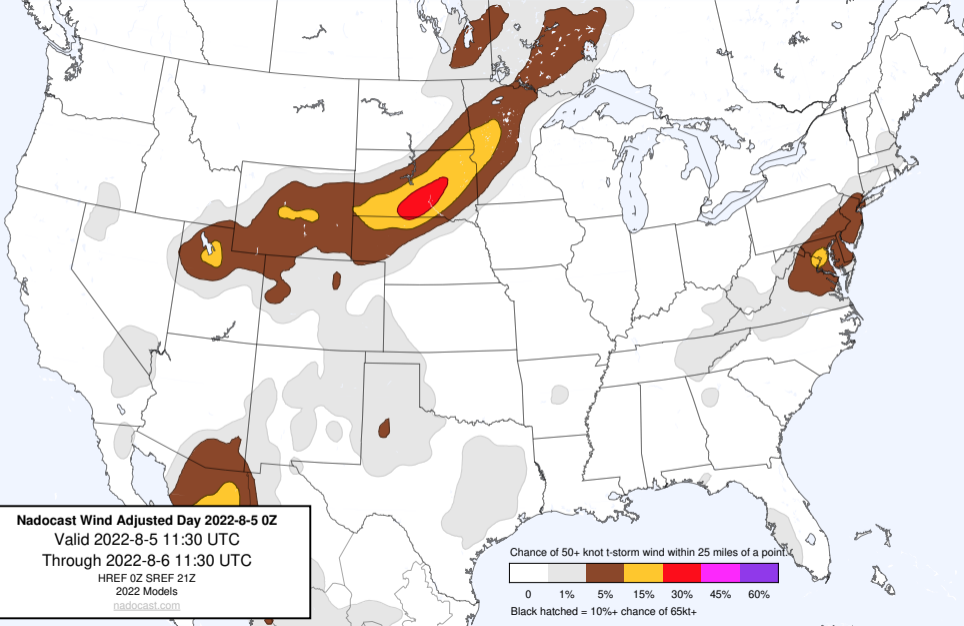 Nadocast Wind Adjusted Day 2022-8-5 0Z
Valid 2022-8-5 11:30 UTC
Through 2022-8-6 11:30 UTC
HREF 0Z SREF 21Z
2022 Models
nadocast.com
Chance of 50+ knot t-storm wind within 25 miles of a point.
0 1% 5% 15% 30% 45% 60%
Black hatched = 10%+ chance of 65kt+